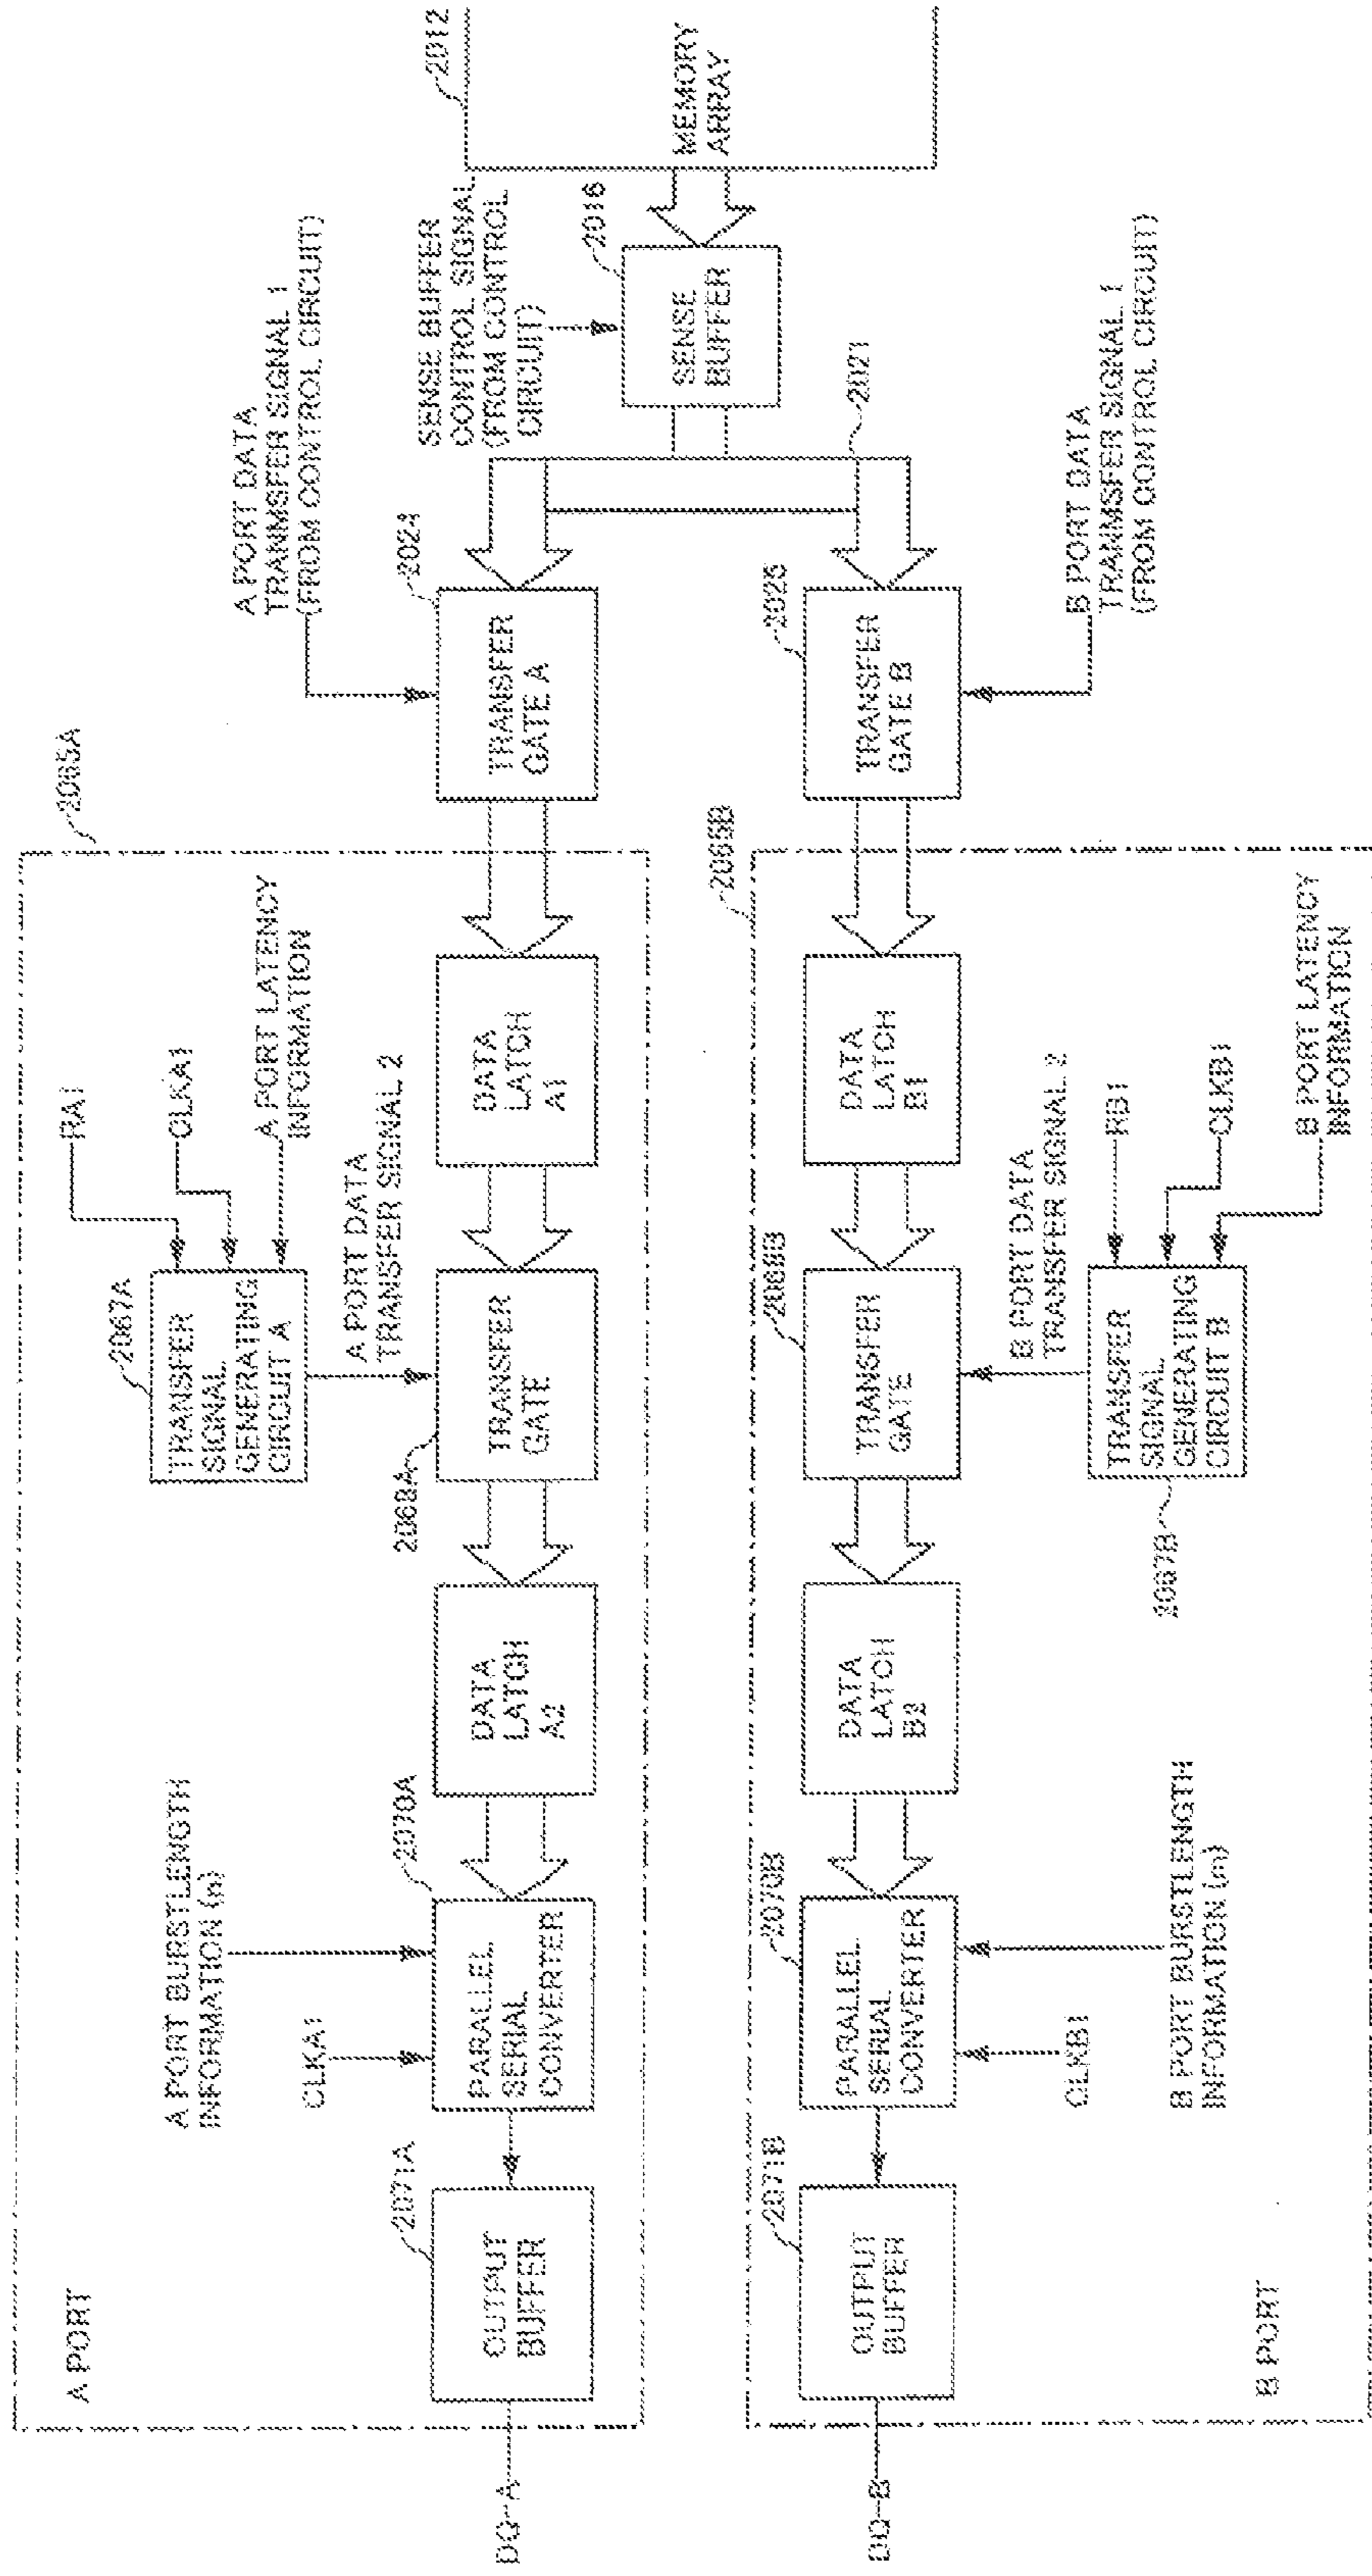 A PORT
DQ-A
2071A
OUTPUT
BUFFER
A PORT BURSTLENGTH
INFORMATION (n)
CLKA1
2070A
PARALLEL
SERIAL
CONVERTER
DATA
LATCH
A2
2067A
TRANSFER
SIGNAL
GENERATING
CIRCUIT A
RA1
CLKA1
A PORT LATENCY
INFORMATION
A PORT DATA
TRANSFER SIGNAL 2
2068A
TRANSFER
GATE
DATA
LATCH
A1
2065A
A PORT DATA
TRANMSFER SIGNAL 1
(FROM CONTROL CIRCUIT)
2024
TRANSFER
GATE A
SENSE BUFFER
CONTROL SIGNAL
(FROM CONTROL
CIRCUIT)
2016
SENSE
BUFFER
2012
MEMORY
ARRAY
2021
DQ-B
2071B
OUTPUT
BUFFER
B PORT
2070B
PARALLEL
SERIAL
CONVERTER
CLKB1
B PORT BURSTLENGTH
INFORMATION (m)
DATA
LATCH
B2
2068B
TRANSFER
GATE
B PORT DATA
TRANSFER SIGNAL 2
2067B
TRANSFER
SIGNAL
GENERATING
CIRCUIT B
RB1
CLKB1
B PORT LATENCY
INFORMATION
DATA
LATCH
B1
2065B
2025
TRANSFER
GATE B
B PORT DATA
TRANMSFER SIGNAL 1
(FROM CONTROL CIRCUIT)